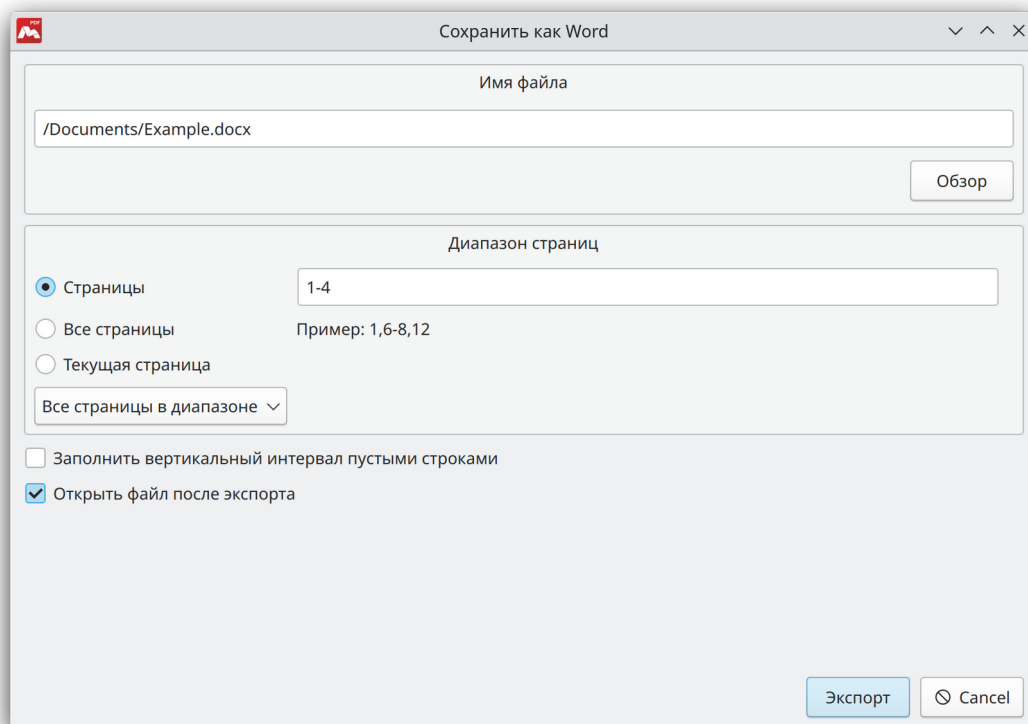 PDF
Сохранить как Word
Имя файла
/Documents/Example.docx
Обзор
Диапазон страниц
Страницы 1-4
Все страницы Пример: 1,6-8,12
Текущая страница
Все страницы в диапазоне
Заполнить вертикальный интервал пустыми строками
Открыть файл после экспорта
Экспорт Cancel